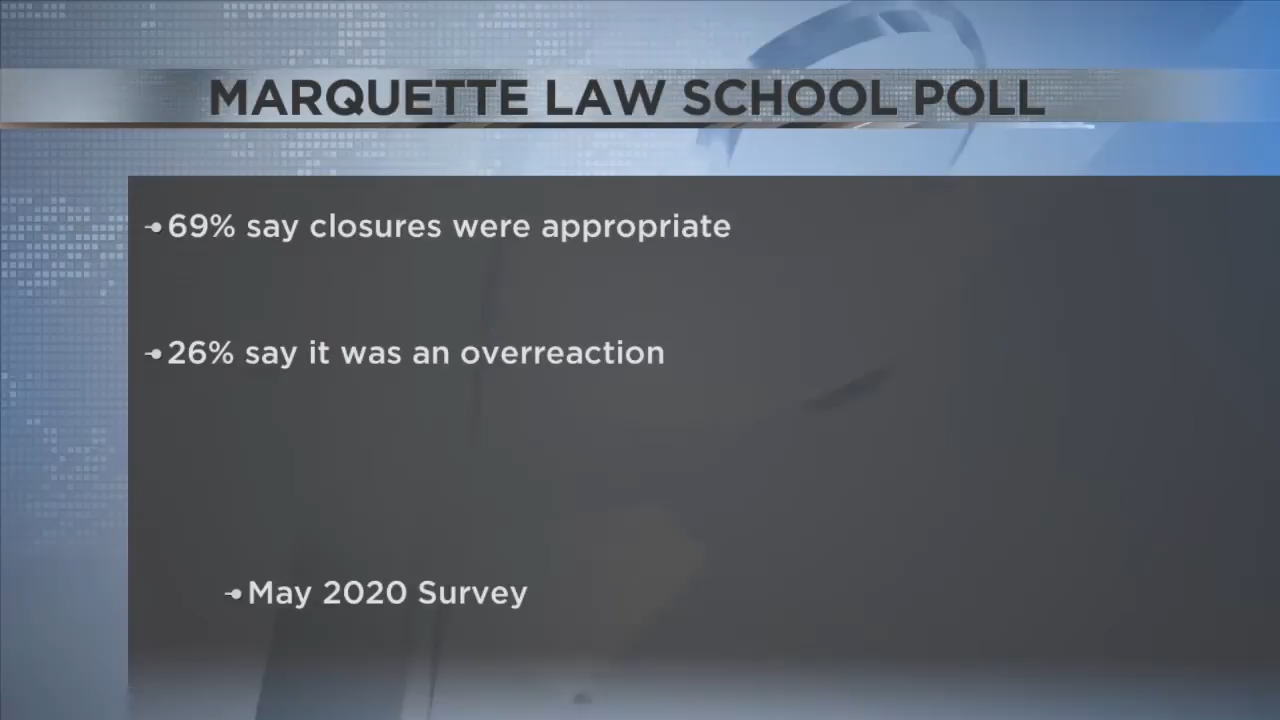 MARQUETTE LAW SCHOOL POLL
69% say closures were appropriate
26% say it was an overreaction
May 2020 Survey